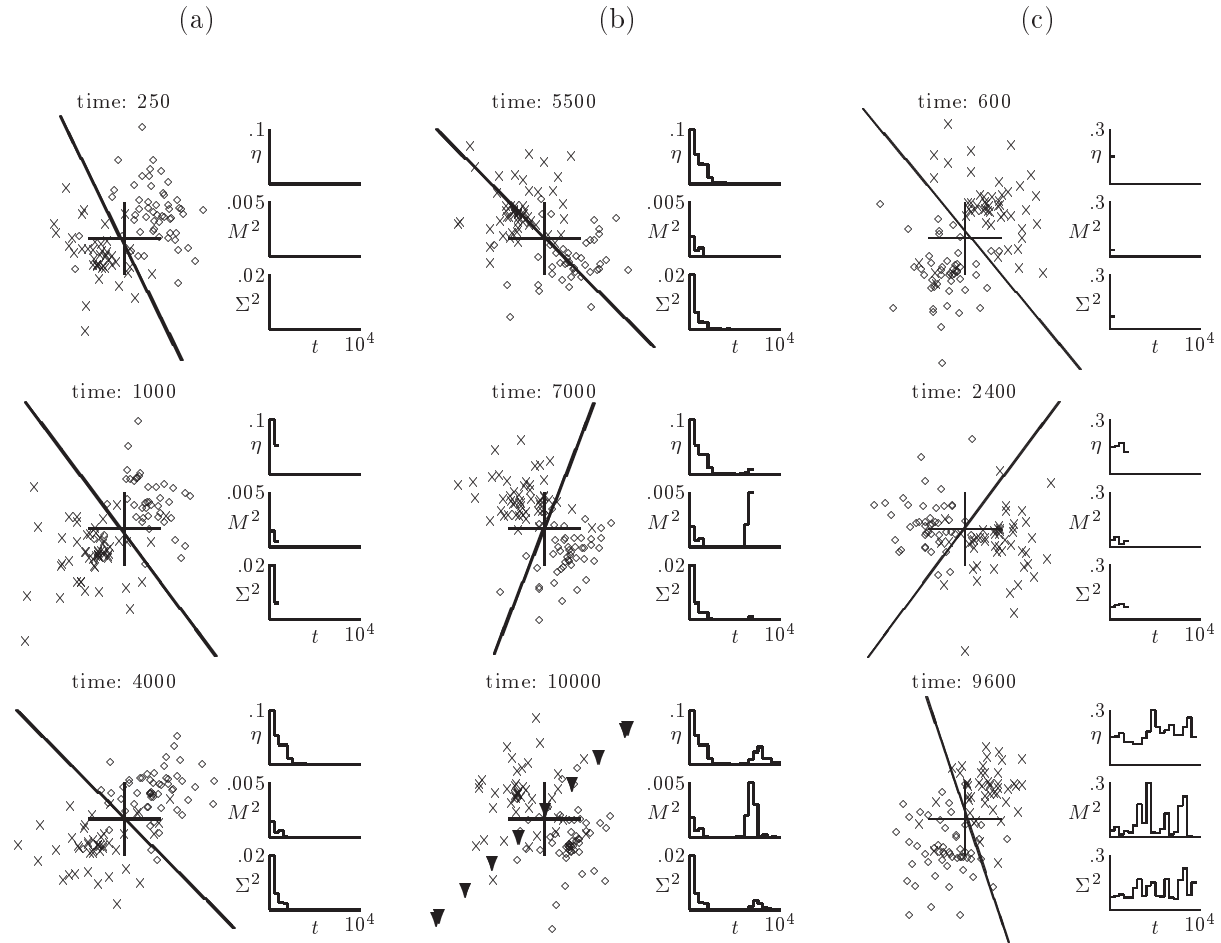 (a)
(b)
(c)
time: 250
.1
η
.005
M²
.02
Σ²
t
10⁴
time: 5500
.1
η
.005
M²
.02
Σ²
t
10⁴
time: 600
.3
η
.3
M²
.3
Σ²
t
10⁴
time: 1000
.1
η
.005
M²
.02
Σ²
t
10⁴
time: 7000
.1
η
.005
M²
.02
Σ²
t
10⁴
time: 2400
.3
η
.3
M²
.3
Σ²
t
10⁴
time: 4000
.1
η
.005
M²
.02
Σ²
t
10⁴
time: 10000
.1
η
.005
M²
.02
Σ²
t
10⁴
time: 9600
.3
η
.3
M²
.3
Σ²
t
10⁴